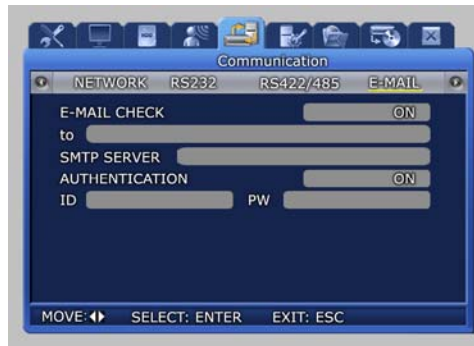 Communication
NETWORK RS232 RS422/485 E-MAIL
E-MAIL CHECK ON
to
SMTP SERVER
AUTHENTICATION ON
ID PW
MOVE: SELECT: ENTER EXIT: ESC